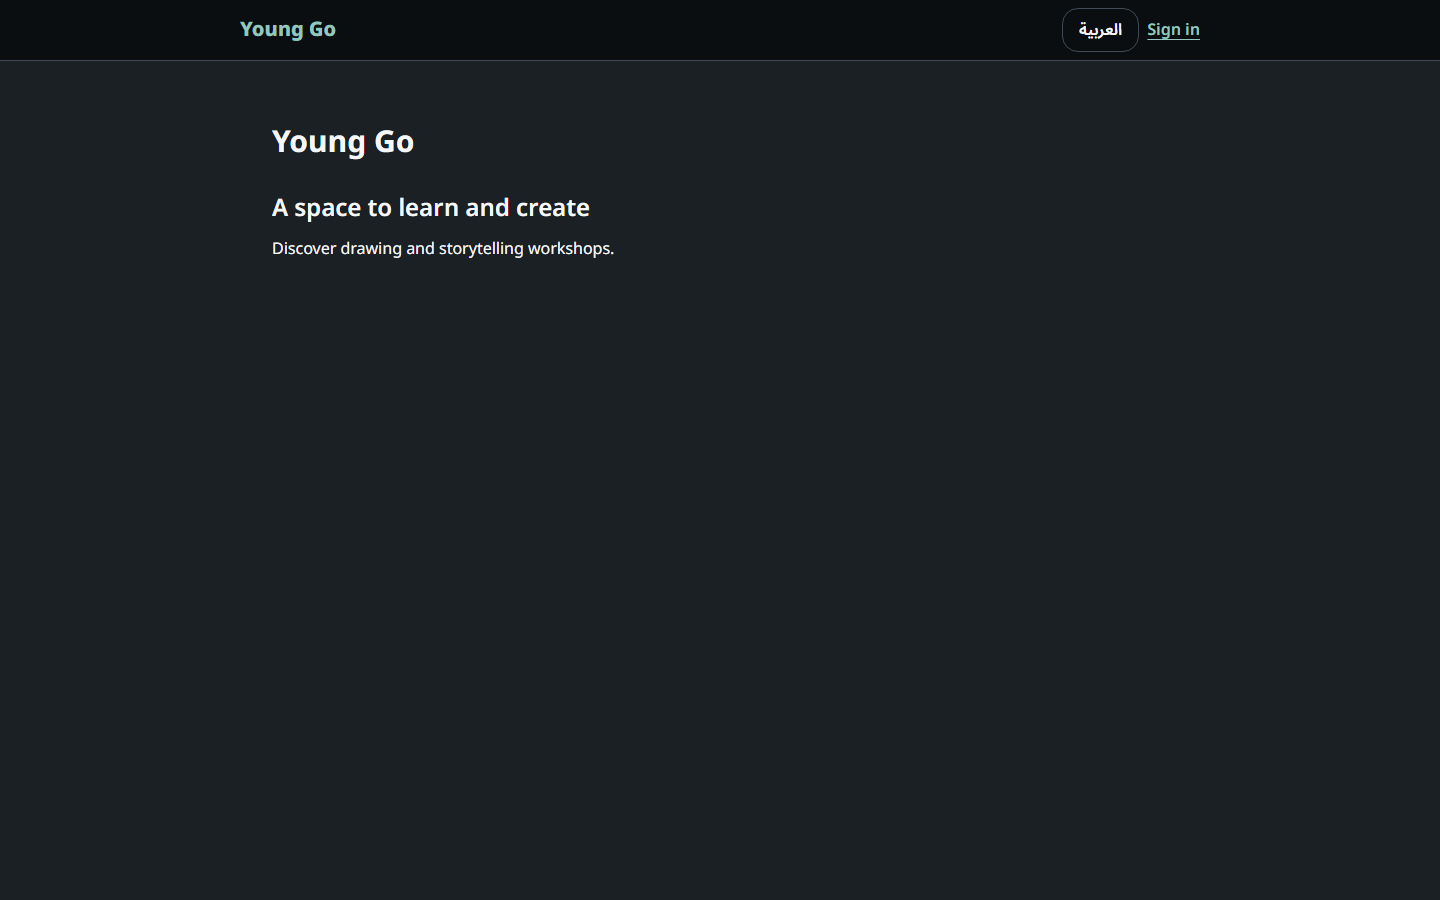 Young Go
العربية
Sign in
Young Go
A space to learn and create
Discover drawing and storytelling workshops.